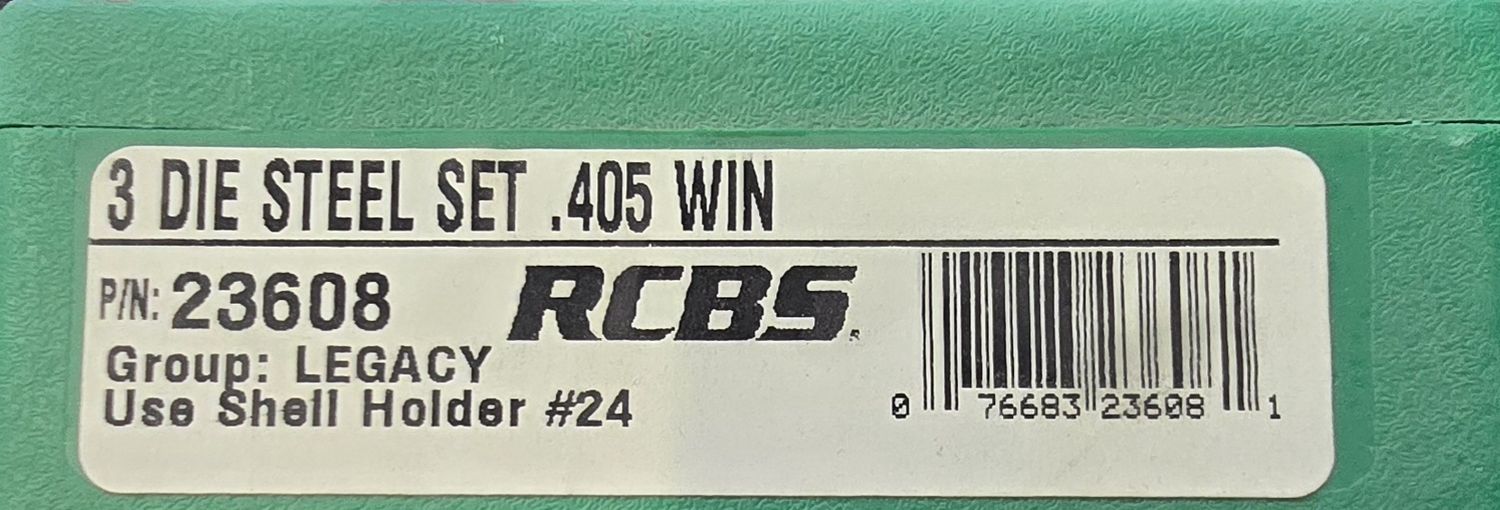 3 DIE STEEL SET .405 WIN
P/N: 23608
RCBS
Group: LEGACY
Use Shell Holder #24
0 76683 23608 1